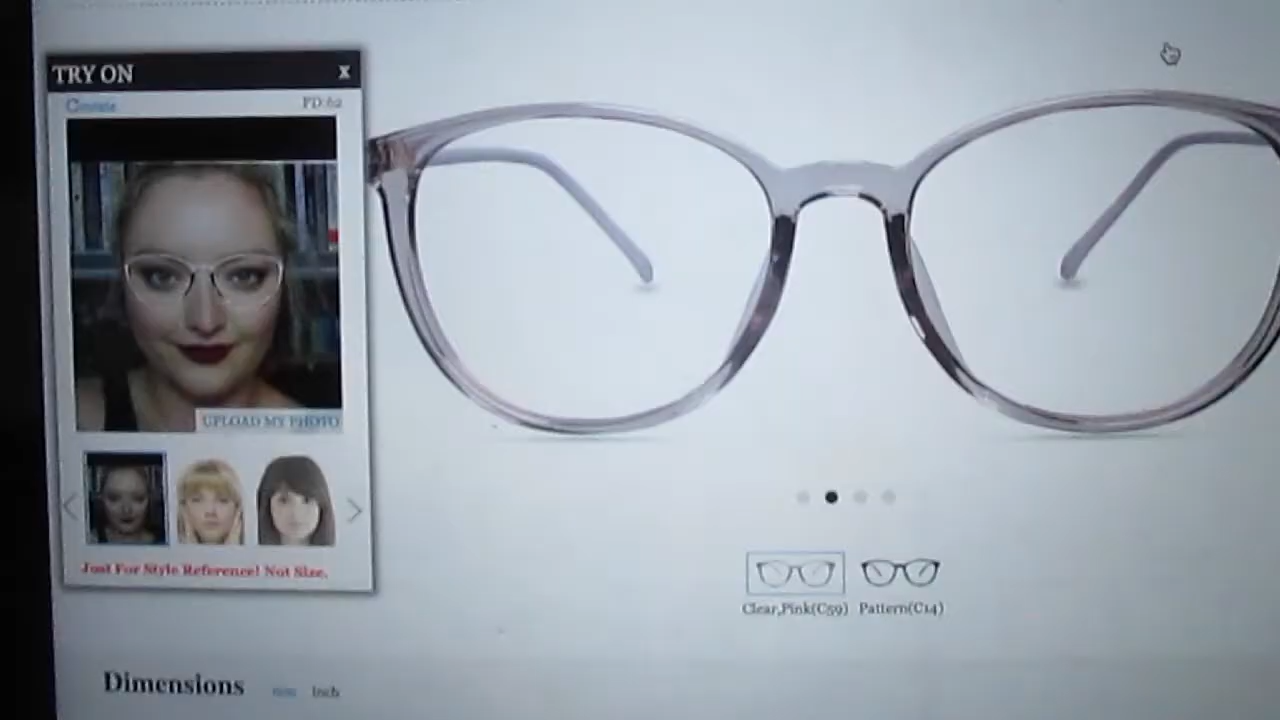 TRY ON X
PD:62
UPLOAD MY PHOTO
Just For Style Reference! Not Size.
Clear,Pink(C59) Pattern(C14)
Dimensions mm Inch